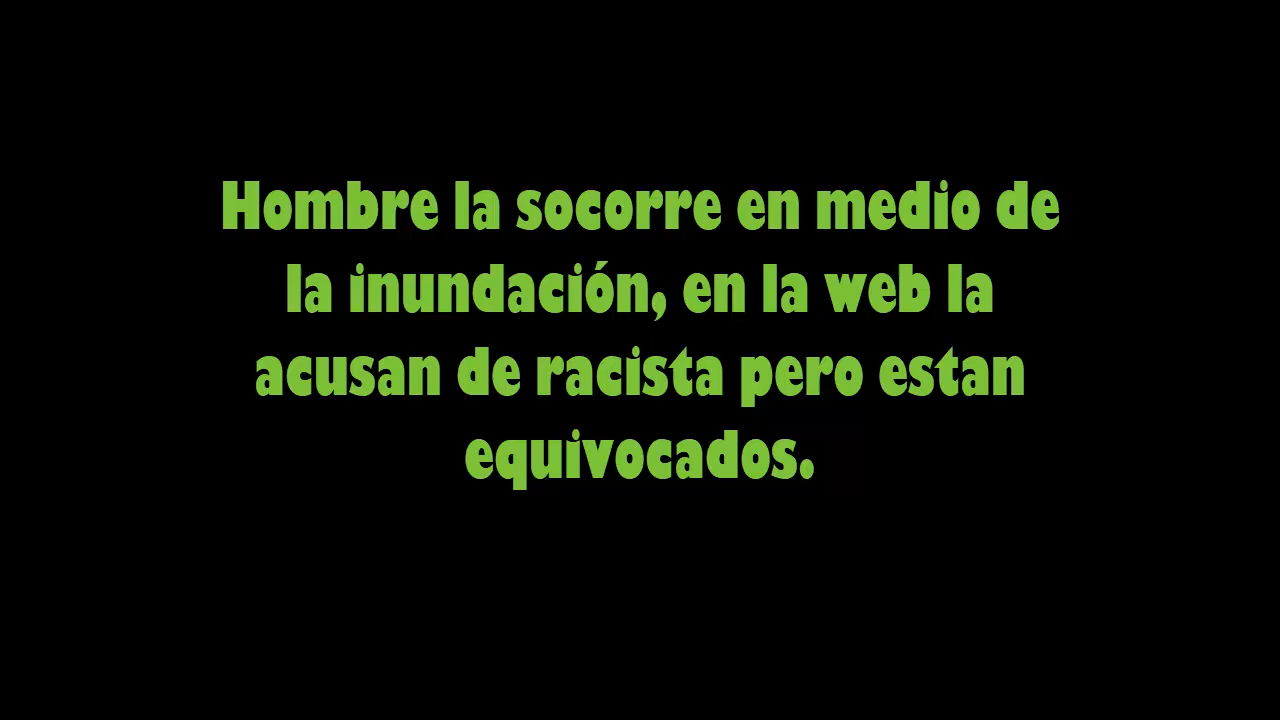 Hombre la socorre en medio de
la inundación, en la web la
acusan de racista pero estan
equivocados.